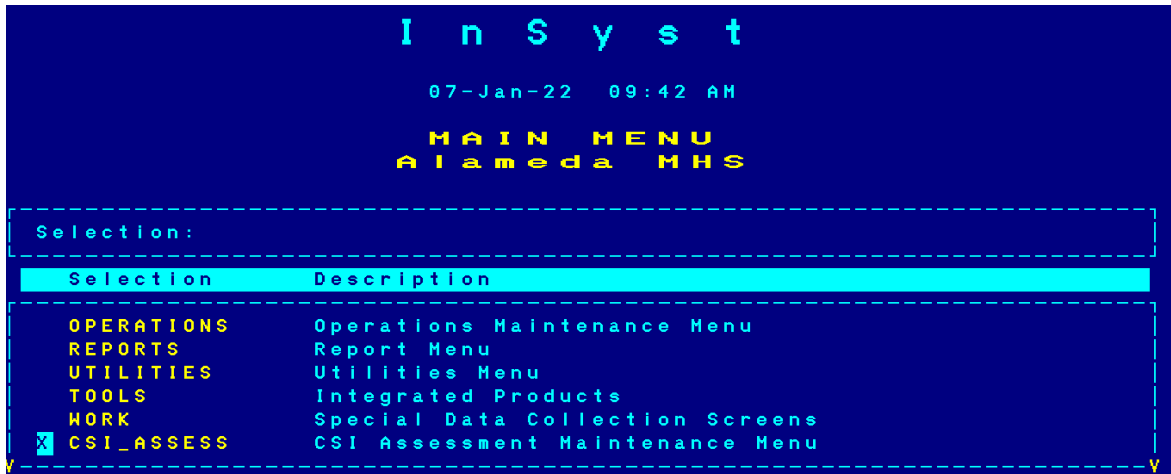 InSyst
07-Jan-22 09:42 AM
MAIN MENU
Alameda MHS
Selection:
Selection Description
OPERATIONS Operations Maintenance Menu
REPORTS Report Menu
UTILITIES Utilities Menu
TOOLS Integrated Products
WORK Special Data Collection Screens
X CSI_ASSESS CSI Assessment Maintenance Menu
v v